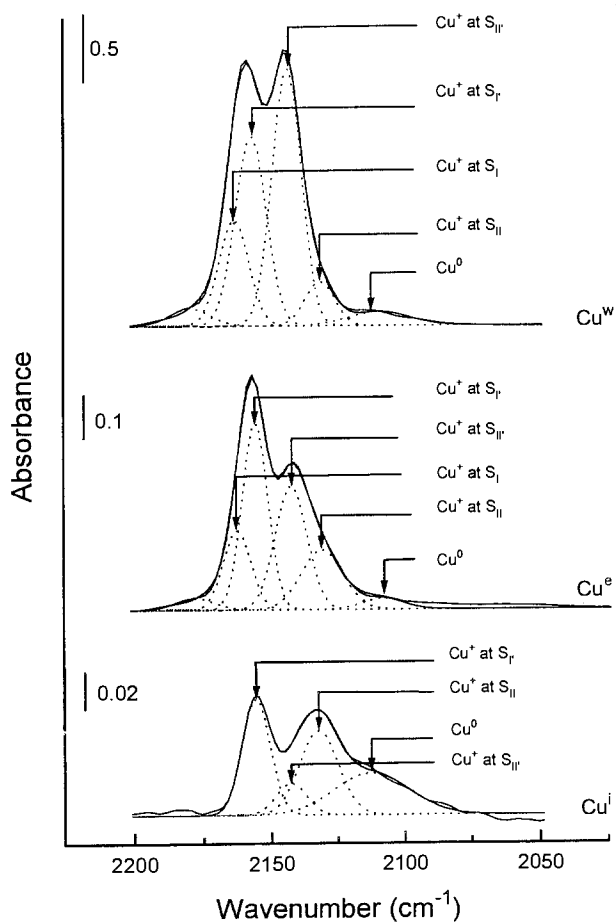 0.5
Cu⁺ at S_II'
Cu⁺ at S_I'
Cu⁺ at S_I
Cu⁺ at S_II
Cu⁰
Cuʷ
0.1
Cu⁺ at S_I'
Cu⁺ at S_II'
Cu⁺ at S_I
Cu⁺ at S_II
Cu⁰
Cuᵉ
0.02
Cu⁺ at S_I'
Cu⁺ at S_II
Cu⁰
Cu⁺ at S_II'
Cuⁱ
Absorbance
2200 2150 2100 2050
Wavenumber (cm⁻¹)